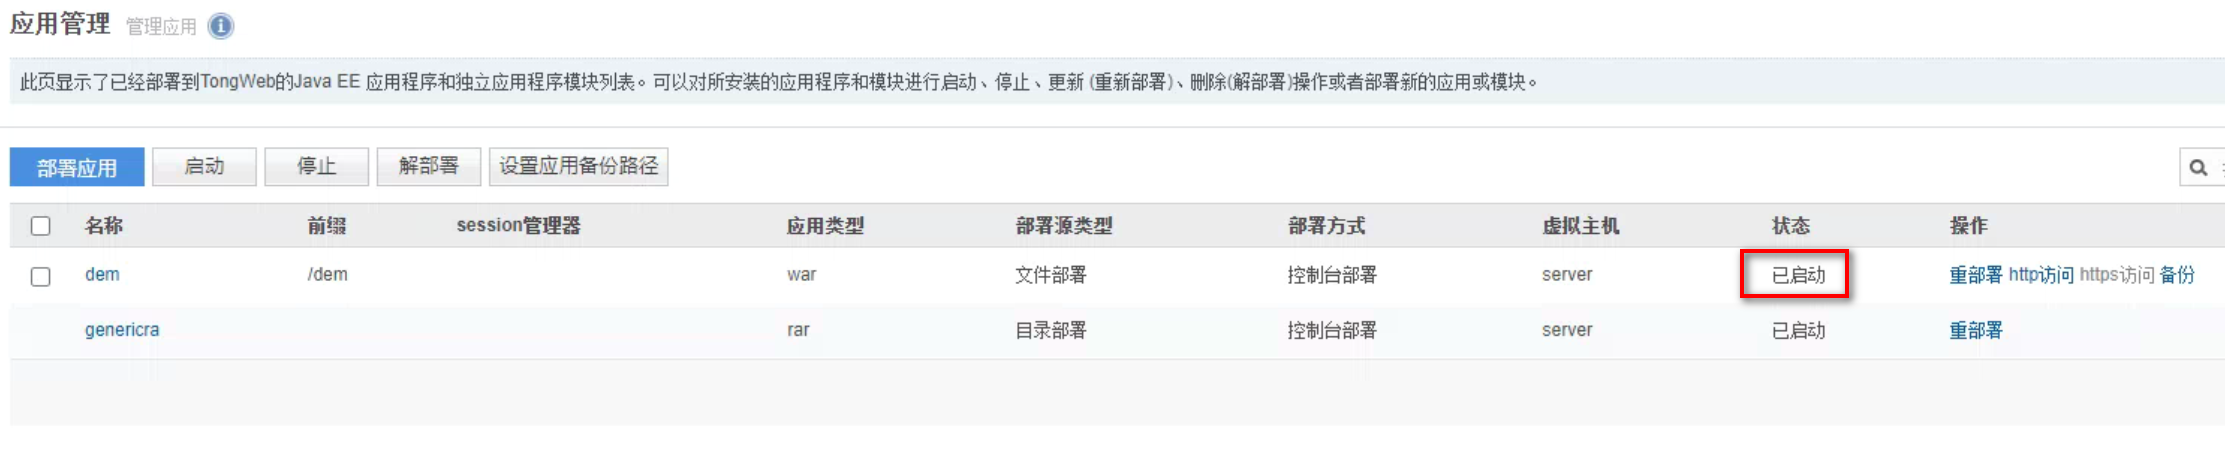 应用管理 管理应用
此页显示了已经部署到TongWeb的Java EE 应用程序和独立应用程序模块列表。可以对所安装的应用程序和模块进行启动、停止、更新 (重新部署)、删除(解部署)操作或者部署新的应用或模块。
部署应用 启动 停止 解部署 设置应用备份路径
名称 前缀 session管理器 应用类型 部署源类型 部署方式 虚拟主机 状态 操作
dem /dem war 文件部署 控制台部署 server 已启动 重部署 http访问 https访问 备份
genericra rar 目录部署 控制台部署 server 已启动 重部署